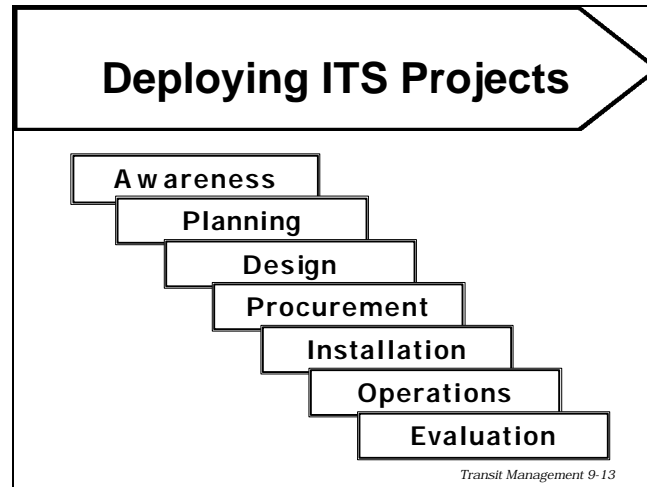 Deploying ITS Projects
Awareness
Planning
Design
Procurement
Installation
Operations
Evaluation
Transit Management 9-13